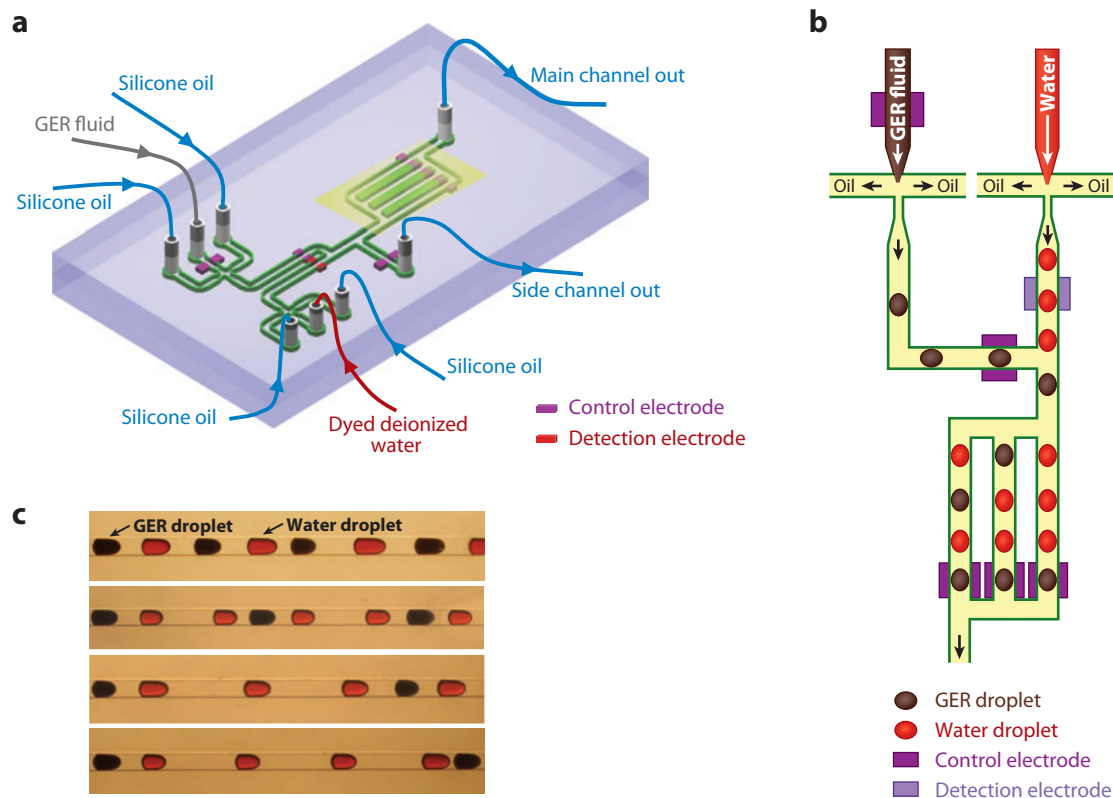 a
Silicone oil
GER fluid
Silicone oil
Main channel out
Side channel out
Silicone oil
Silicone oil
Dyed deionized
water
Control electrode
Detection electrode
b
GER fluid
Water
Oil
Oil
Oil
Oil
GER droplet
Water droplet
Control electrode
Detection electrode
c
GER droplet
Water droplet